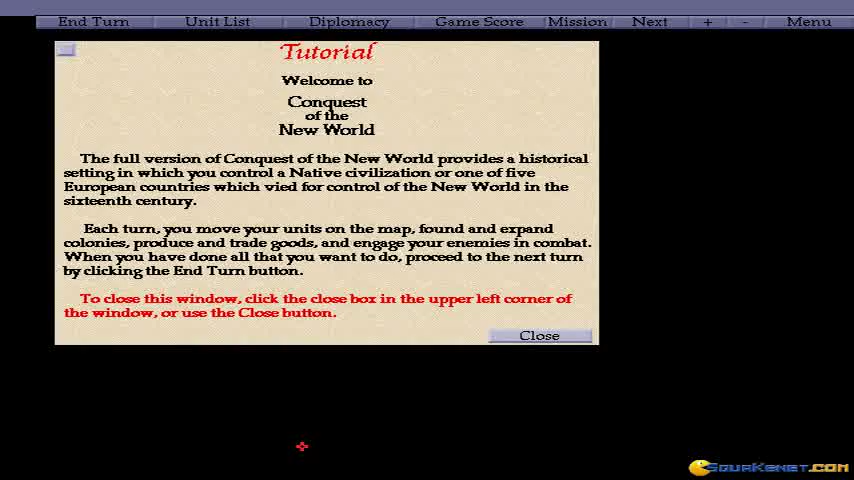 End Turn Unit List Diplomacy Game Score Mission Next + - Menu
Tutorial
Welcome to
Conquest
of the
New World
The full version of Conquest of the New World provides a historical
setting in which you control a Native civilization or one of five
European countries which vied for control of the New World in the
sixteenth century.
Each turn, you move your units on the map, found and expand
colonies, produce and trade goods, and engage your enemies in combat.
When you have done all that you want to do, proceed to the next turn
by clicking the End Turn button.
To close this window, click the close box in the upper left corner of
the window, or use the Close button.
Close
SquaKenet.com